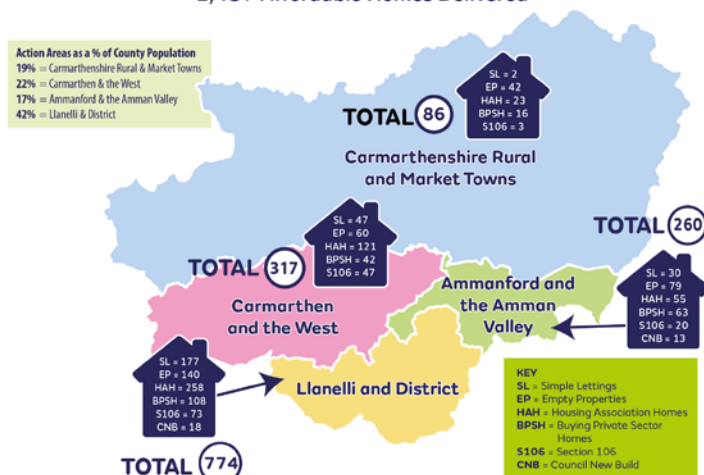 Action Areas as a % of County Population
19% = Carmarthenshire Rural & Market Towns
22% = Carmarthen & the West
17% = Ammanford & the Amman Valley
42% = Llanelli & District
SL = 2
EP = 42
HAH = 23
BPSH = 16
S106 = 3
TOTAL 86
Carmarthenshire Rural
and Market Towns
SL = 47
EP = 60
HAH = 121
BPSH = 42
S106 = 47
TOTAL 317
Carmarthen
and the West
TOTAL 260
SL = 30
EP = 79
HAH = 55
BPSH = 63
S106 = 20
CNB = 13
Ammanford and
the Amman
Valley
SL = 177
EP = 140
HAH = 258
BPSH = 108
S106 = 73
CNB = 18
TOTAL 774
Llanelli and District
KEY
SL = Simple Lettings
EP = Empty Properties
HAH = Housing Association Homes
BPSH = Buying Private Sector
Homes
S106 = Section 106
CNB = Council New Build